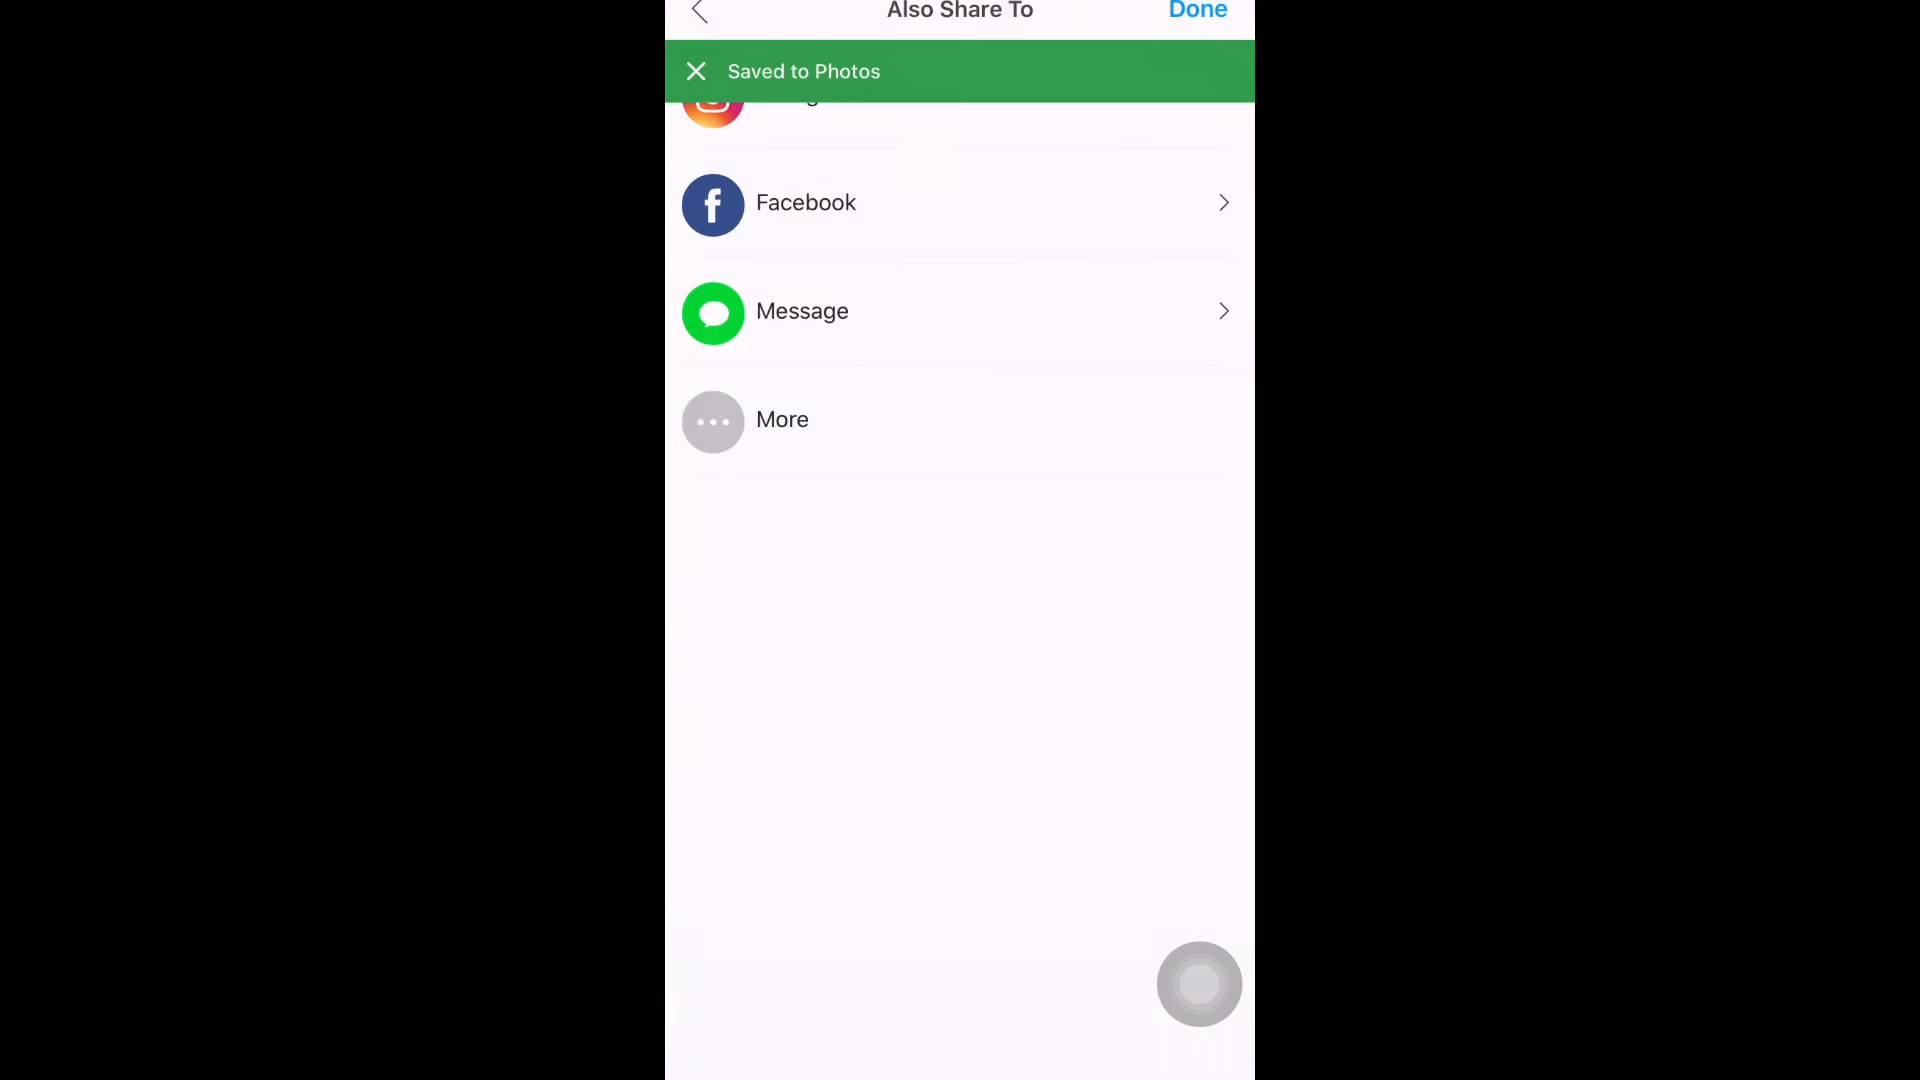 Also Share To
Done
Saved to Photos
Facebook
Message
More